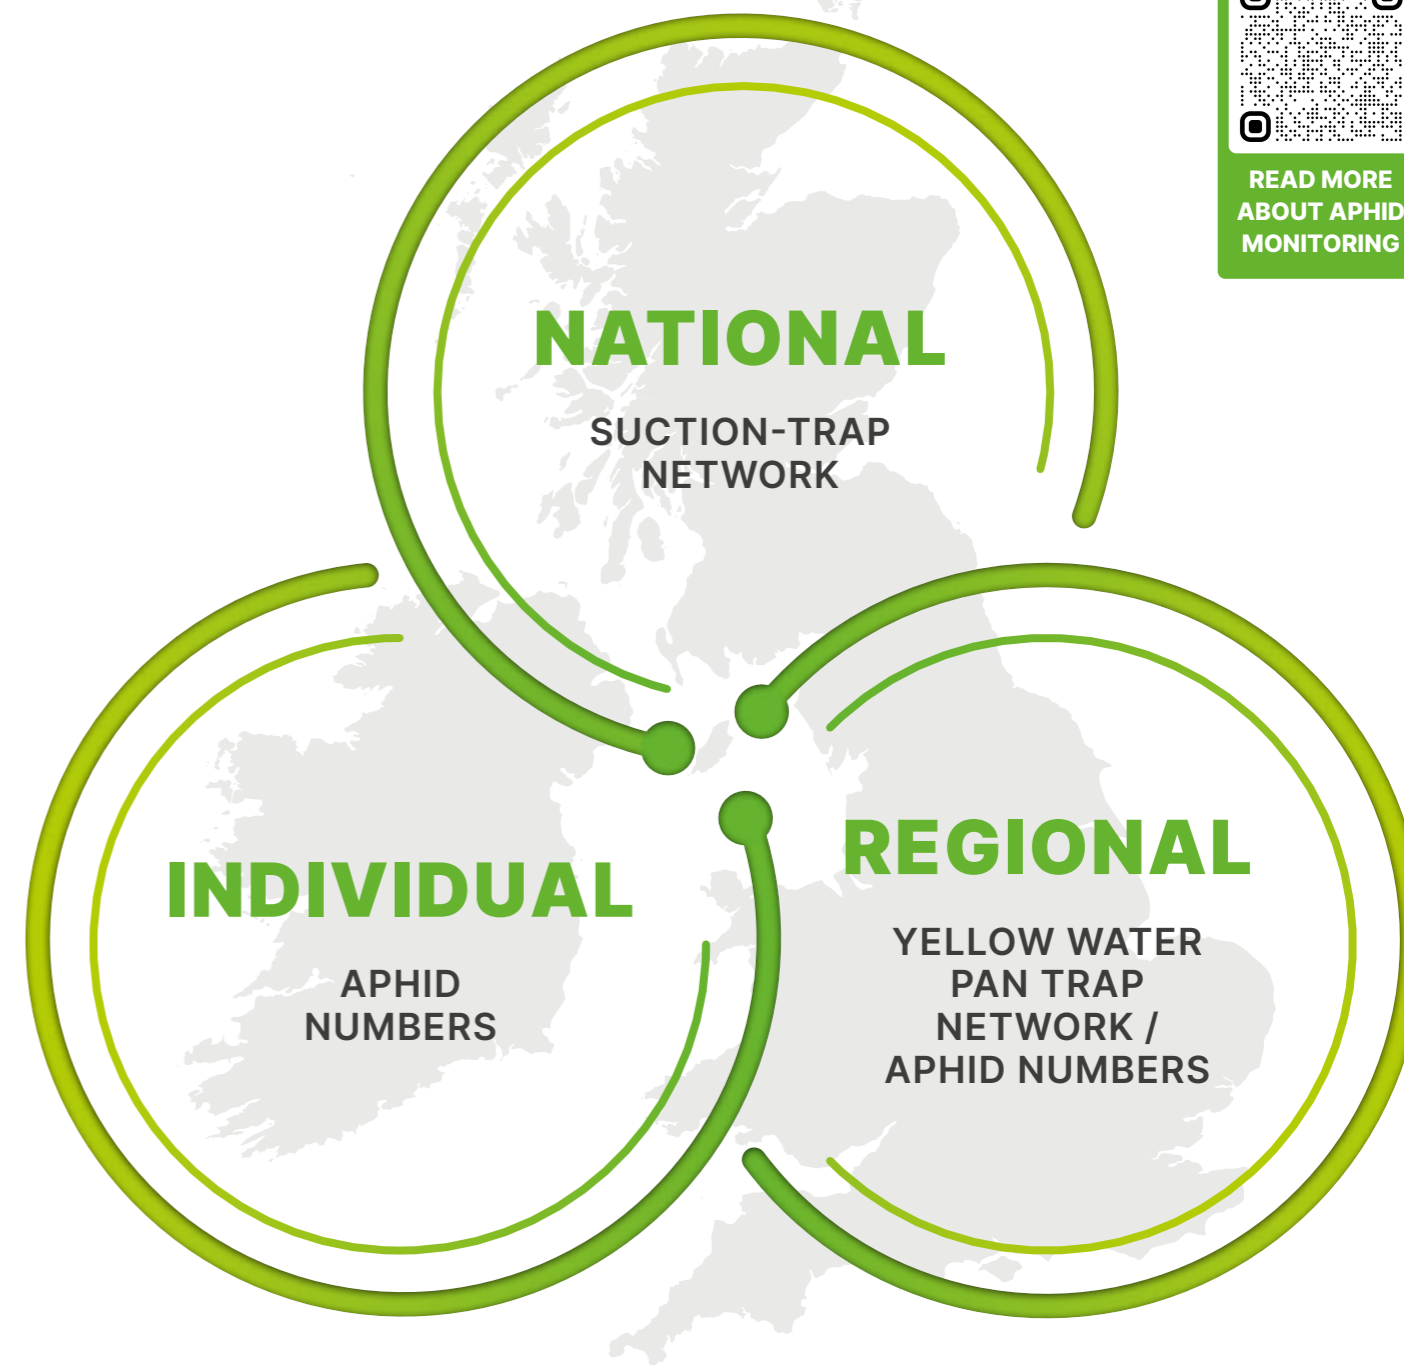 READ MORE
ABOUT APHID
MONITORING
NATIONAL
SUCTION-TRAP
NETWORK
INDIVIDUAL
APHID
NUMBERS
REGIONAL
YELLOW WATER
PAN TRAP
NETWORK /
APHID NUMBERS